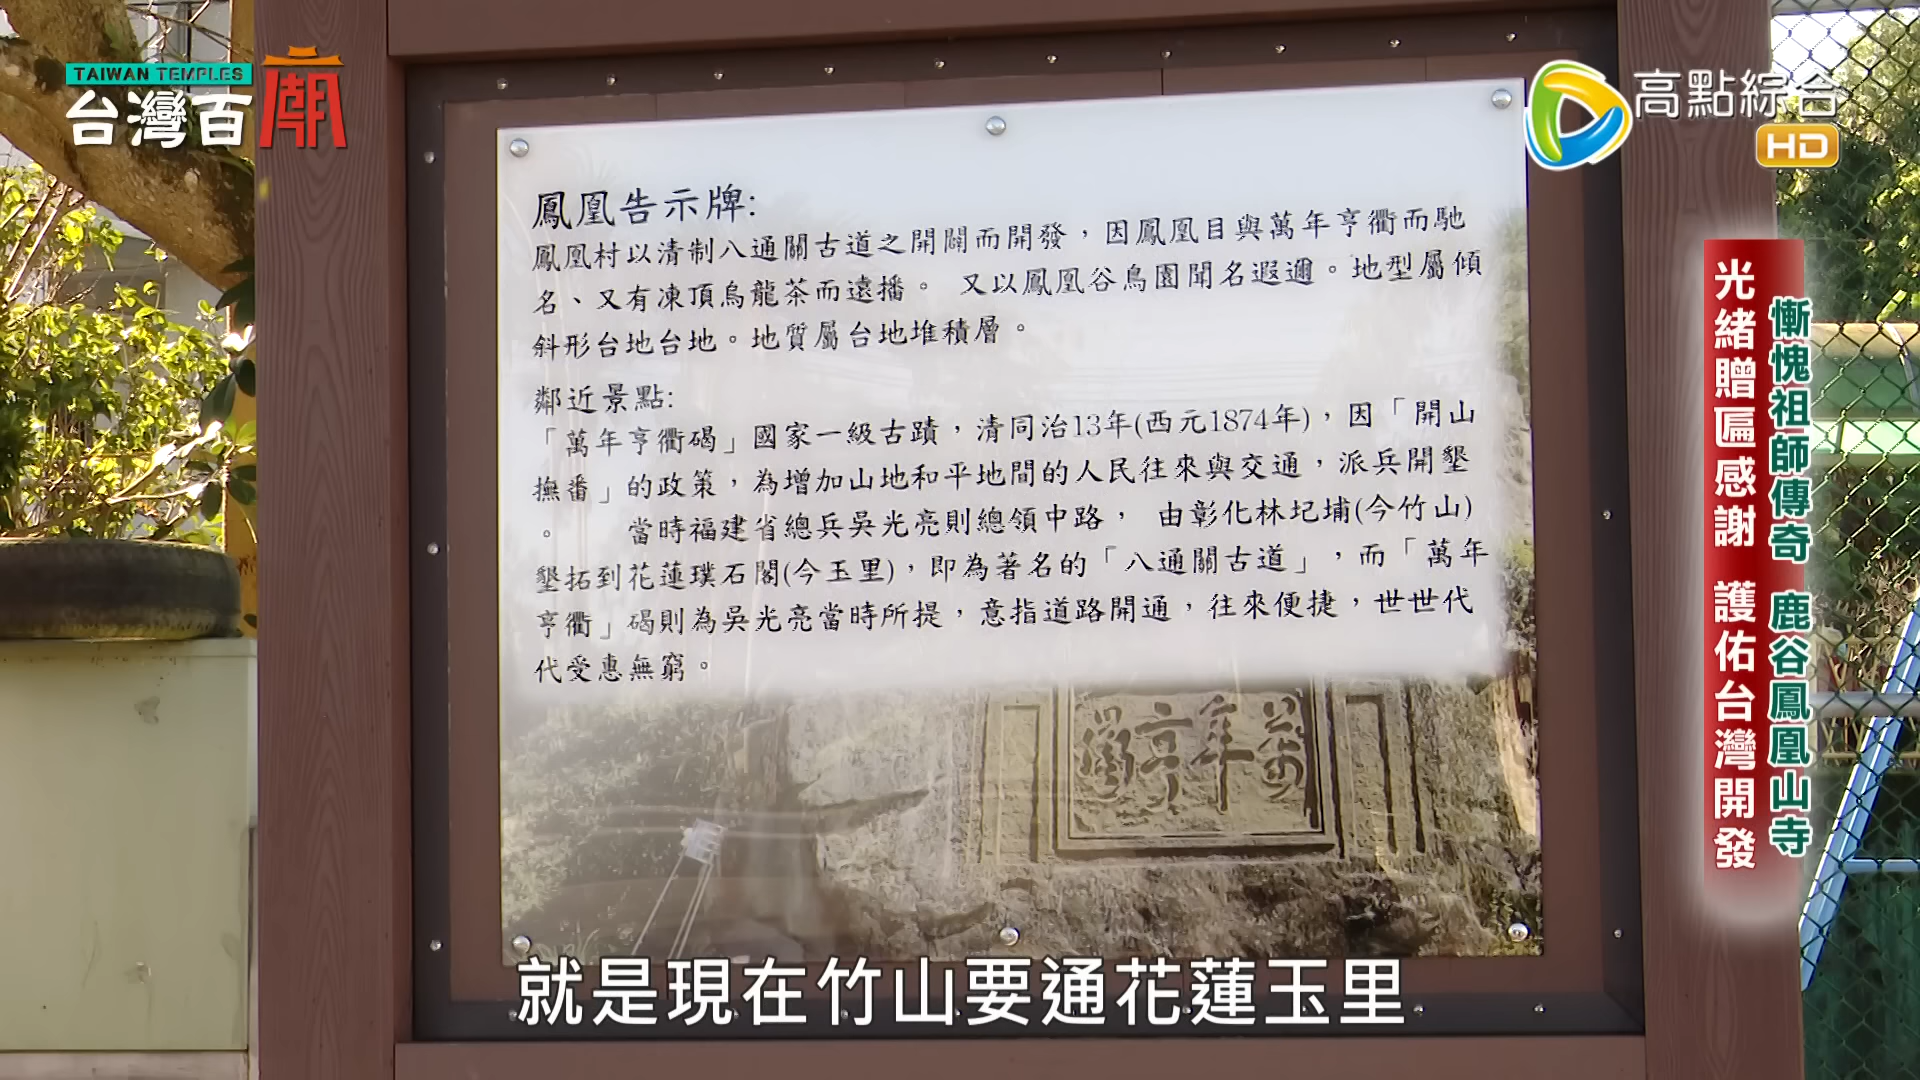 TAIWAN TEMPLES
台灣百廟
高點綜合
HD
鳳凰告示牌:
鳳凰村以清制八通關古道之開闢而開發，因鳳凰目與萬年亨衢而馳
名、又有凍頂烏龍茶而遠播。 又以鳳凰谷鳥園聞名遐邇。地型屬傾
斜形台地台地。地質屬台地堆積層。
鄰近景點:
「萬年亨衢碣」國家一級古蹟，清同治13年(西元1874年)，因「開山
撫番」的政策，為增加山地和平地間的人民往來與交通，派兵開墾
。 當時福建省總兵吳光亮則總領中路， 由彰化林圮埔(今竹山)
墾拓到花蓮璞石閣(今玉里)，即為著名的「八通關古道」，而「萬年
亨衢」碣則為吳光亮當時所提，意指道路開通，往來便捷，世世代
代受惠無窮。
萬年亨衢
慚愧祖師傳奇 鹿谷鳳凰山寺
光緒贈匾感謝 護佑台灣開發
就是現在竹山要通花蓮玉里